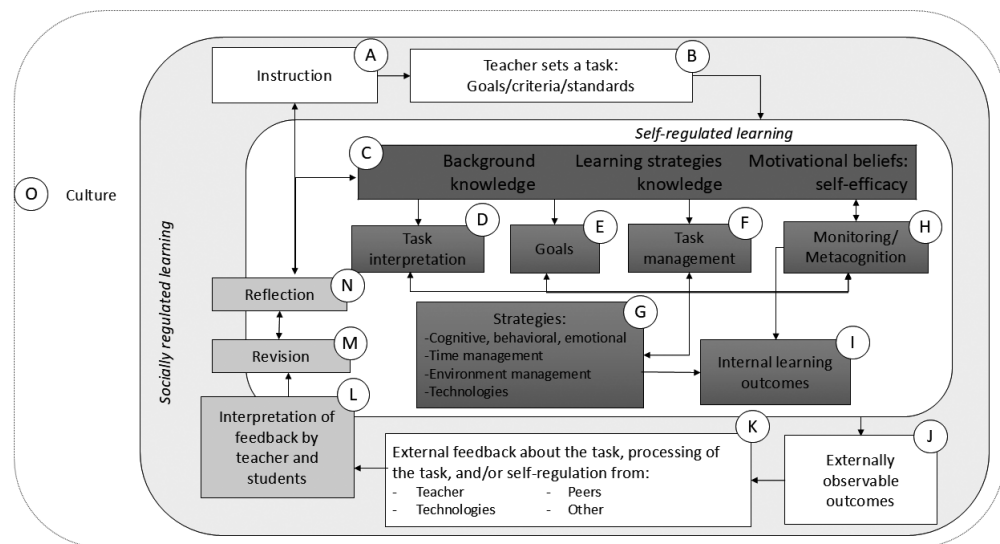 A
Instruction
B
Teacher sets a task:
Goals/criteria/standards
Self-regulated learning
C
Background
knowledge
Learning strategies
knowledge
Motivational beliefs:
self-efficacy
O
Culture
D
Task
interpretation
E
Goals
F
Task
management
H
Monitoring/
Metacognition
Socially regulated learning
N
Reflection
G
Strategies:
-Cognitive, behavioral, emotional
-Time management
-Environment management
-Technologies
M
Revision
I
Internal learning
outcomes
L
Interpretation of
feedback by
teacher and
students
K
External feedback about the task, processing of
the task, and/or self-regulation from:
- Teacher - Peers
- Technologies - Other
J
Externally
observable
outcomes